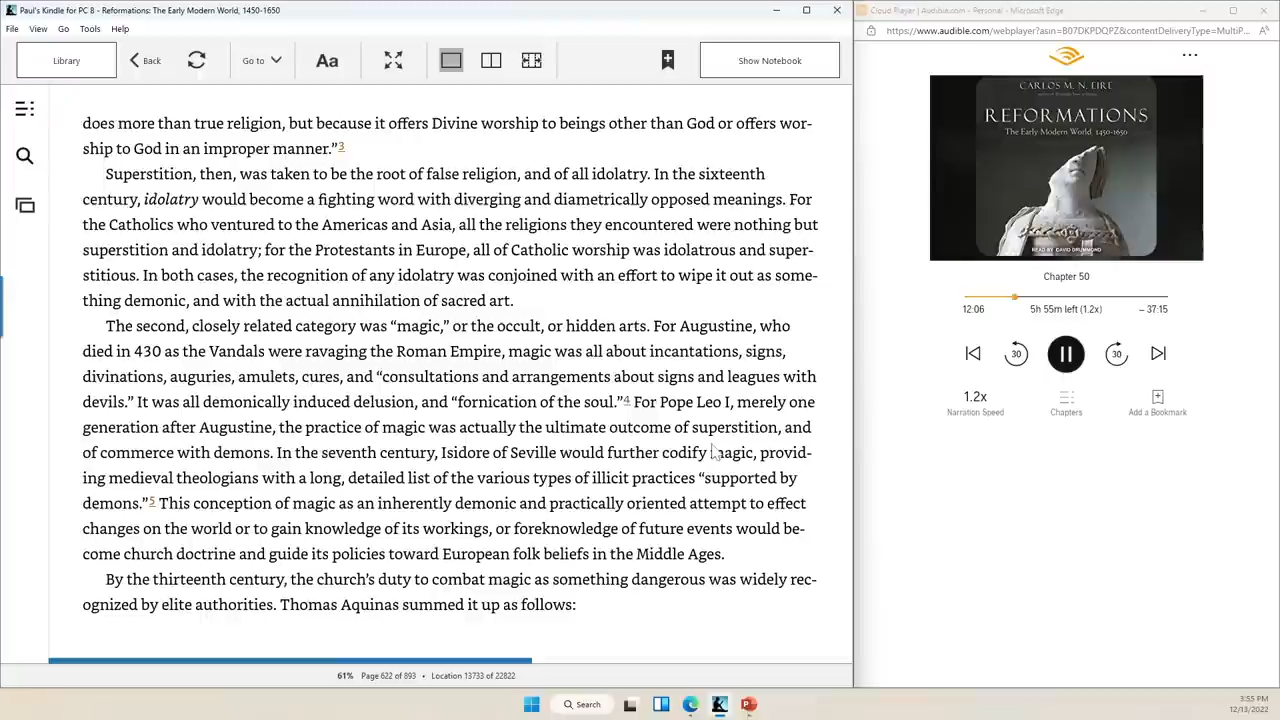 Paul's Kindle for PC 8 - Reformations: The Early Modern World, 1450-1650
File View Go Tools Help
Library
Back
Go to
Aa
Show Notebook
does more than true religion, but because it offers Divine worship to beings other than God or offers wor-
ship to God in an improper manner.”3
Superstition, then, was taken to be the root of false religion, and of all idolatry. In the sixteenth
century, idolatry would become a fighting word with diverging and diametrically opposed meanings. For
the Catholics who ventured to the Americas and Asia, all the religions they encountered were nothing but
superstition and idolatry; for the Protestants in Europe, all of Catholic worship was idolatrous and super-
stitious. In both cases, the recognition of any idolatry was conjoined with an effort to wipe it out as some-
thing demonic, and with the actual annihilation of sacred art.
The second, closely related category was “magic,” or the occult, or hidden arts. For Augustine, who
died in 430 as the Vandals were ravaging the Roman Empire, magic was all about incantations, signs,
divinations, auguries, amulets, cures, and “consultations and arrangements about signs and leagues with
devils.” It was all demonically induced delusion, and “fornication of the soul.”4 For Pope Leo I, merely one
generation after Augustine, the practice of magic was actually the ultimate outcome of superstition, and
of commerce with demons. In the seventh century, Isidore of Seville would further codify magic, provid-
ing medieval theologians with a long, detailed list of the various types of illicit practices “supported by
demons.”5 This conception of magic as an inherently demonic and practically oriented attempt to effect
changes on the world or to gain knowledge of its workings, or foreknowledge of future events would be-
come church doctrine and guide its policies toward European folk beliefs in the Middle Ages.
By the thirteenth century, the church’s duty to combat magic as something dangerous was widely rec-
ognized by elite authorities. Thomas Aquinas summed it up as follows:
61% Page 622 of 893 • Location 13733 of 22822
Cloud Player | Audible.com - Personal - Microsoft Edge
https://www.audible.com/webplayer?asin=B07DKPDQPZ&contentDeliveryType=MultiP...
CARLOS M. N. EIRE
REFORMATIONS
The Early Modern World, 1450-1650
READ BY DAVID DRUMMOND
Chapter 50
12:06 5h 55m left (1.2x) – 37:15
30 30
1.2x
Narration Speed Chapters Add a Bookmark
Search
3:55 PM
12/13/2022